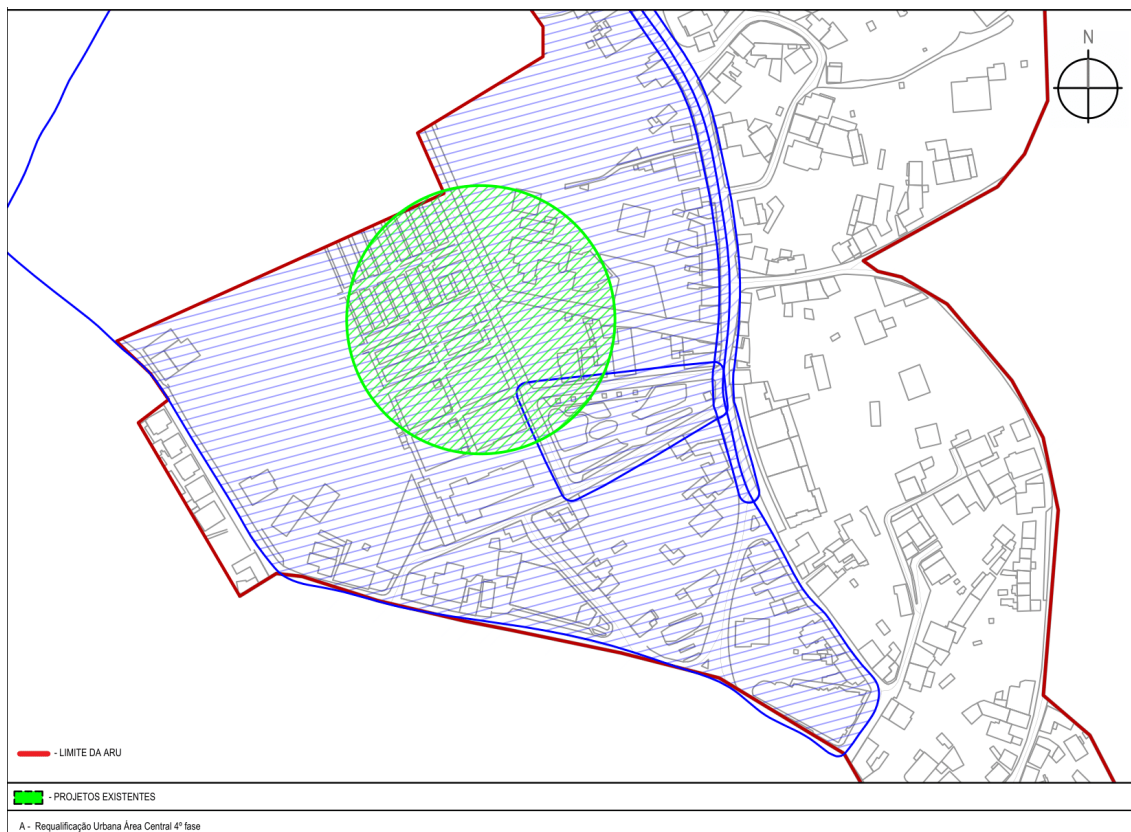 N
- LIMITE DA ARU
- PROJETOS EXISTENTES
A - Requalificação Urbana Área Central 4º fase